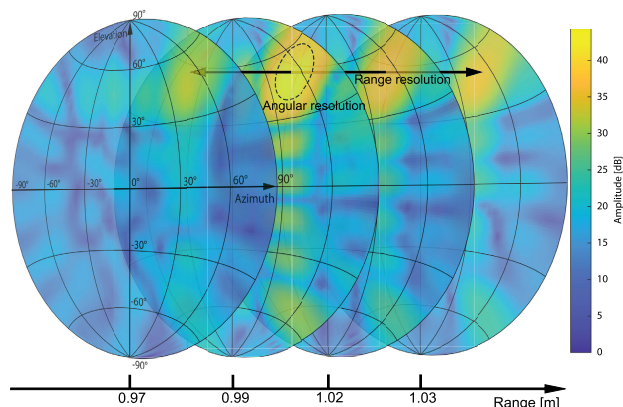 90°
Elevation
60°
Range resolution
Angular resolution
30°
-90° -60° -30° 0° 30° 60° 90°
Azimuth
-30°
-60°
-90°
40
35
30
25
20
15
10
5
0
Amplitude [dB]
0.97 0.99 1.02 1.03
Range [m]